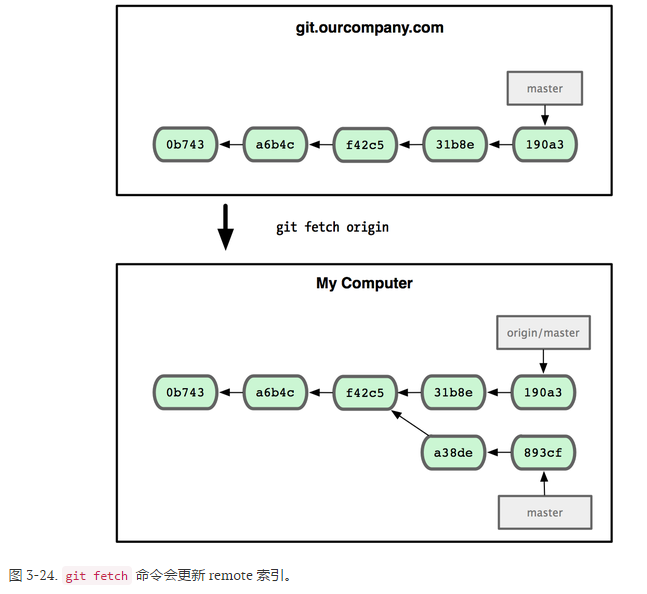 git.ourcompany.com
master
0b743 a6b4c f42c5 31b8e 190a3
git fetch origin
My Computer
origin/master
0b743 a6b4c f42c5 31b8e 190a3
a38de 893cf
master
图 3-24. git fetch 命令会更新 remote 索引。